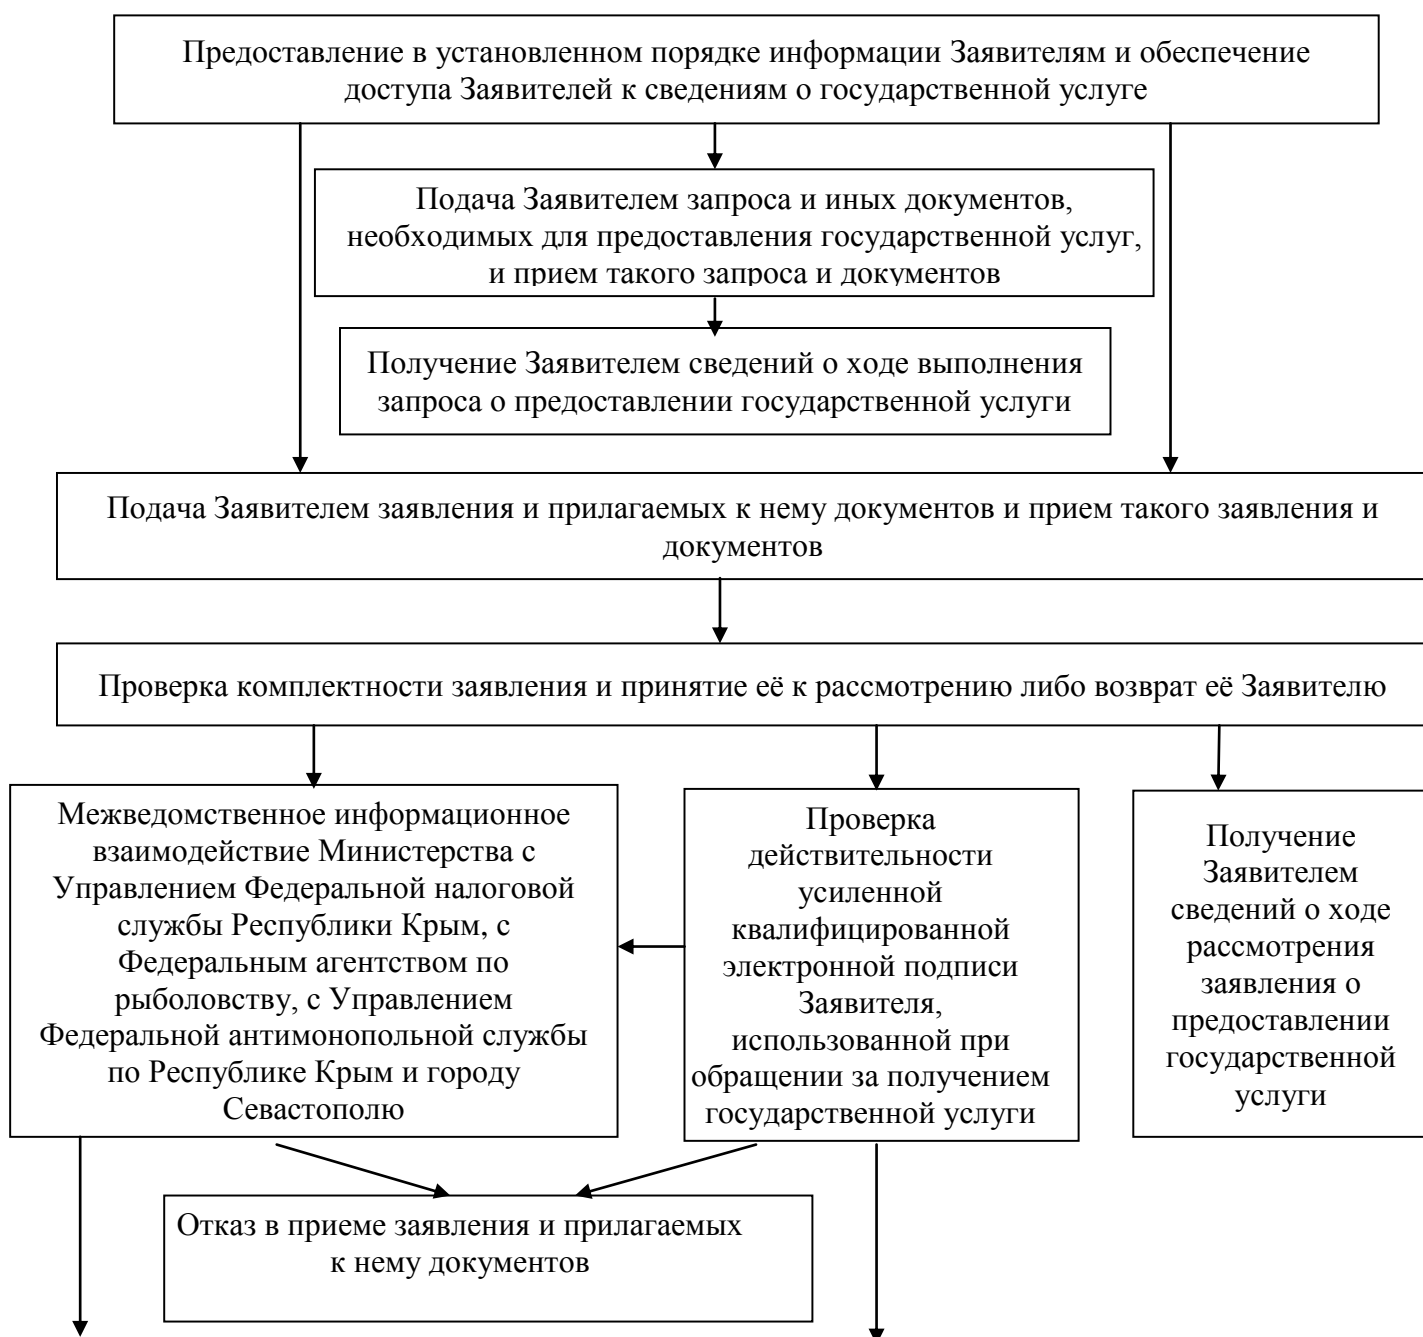 Предоставление в установленном порядке информации Заявителям и обеспечение
доступа Заявителей к сведениям о государственной услуге
Подача Заявителем запроса и иных документов,
необходимых для предоставления государственной услуг,
и прием такого запроса и документов
Получение Заявителем сведений о ходе выполнения
запроса о предоставлении государственной услуги
Подача Заявителем заявления и прилагаемых к нему документов и прием такого заявления и
документов
Проверка комплектности заявления и принятие её к рассмотрению либо возврат её Заявителю
Межведомственное информационное
взаимодействие Министерства с
Управлением Федеральной налоговой
службы Республики Крым, с
Федеральным агентством по
рыболовству, с Управлением
Федеральной антимонопольной службы
по Республике Крым и городу
Севастополю
Проверка
действительности
усиленной
квалифицированной
электронной подписи
Заявителя,
использованной при
обращении за получением
государственной услуги
Получение
Заявителем
сведений о ходе
рассмотрения
заявления о
предоставлении
государственной
услуги
Отказ в приеме заявления и прилагаемых
к нему документов